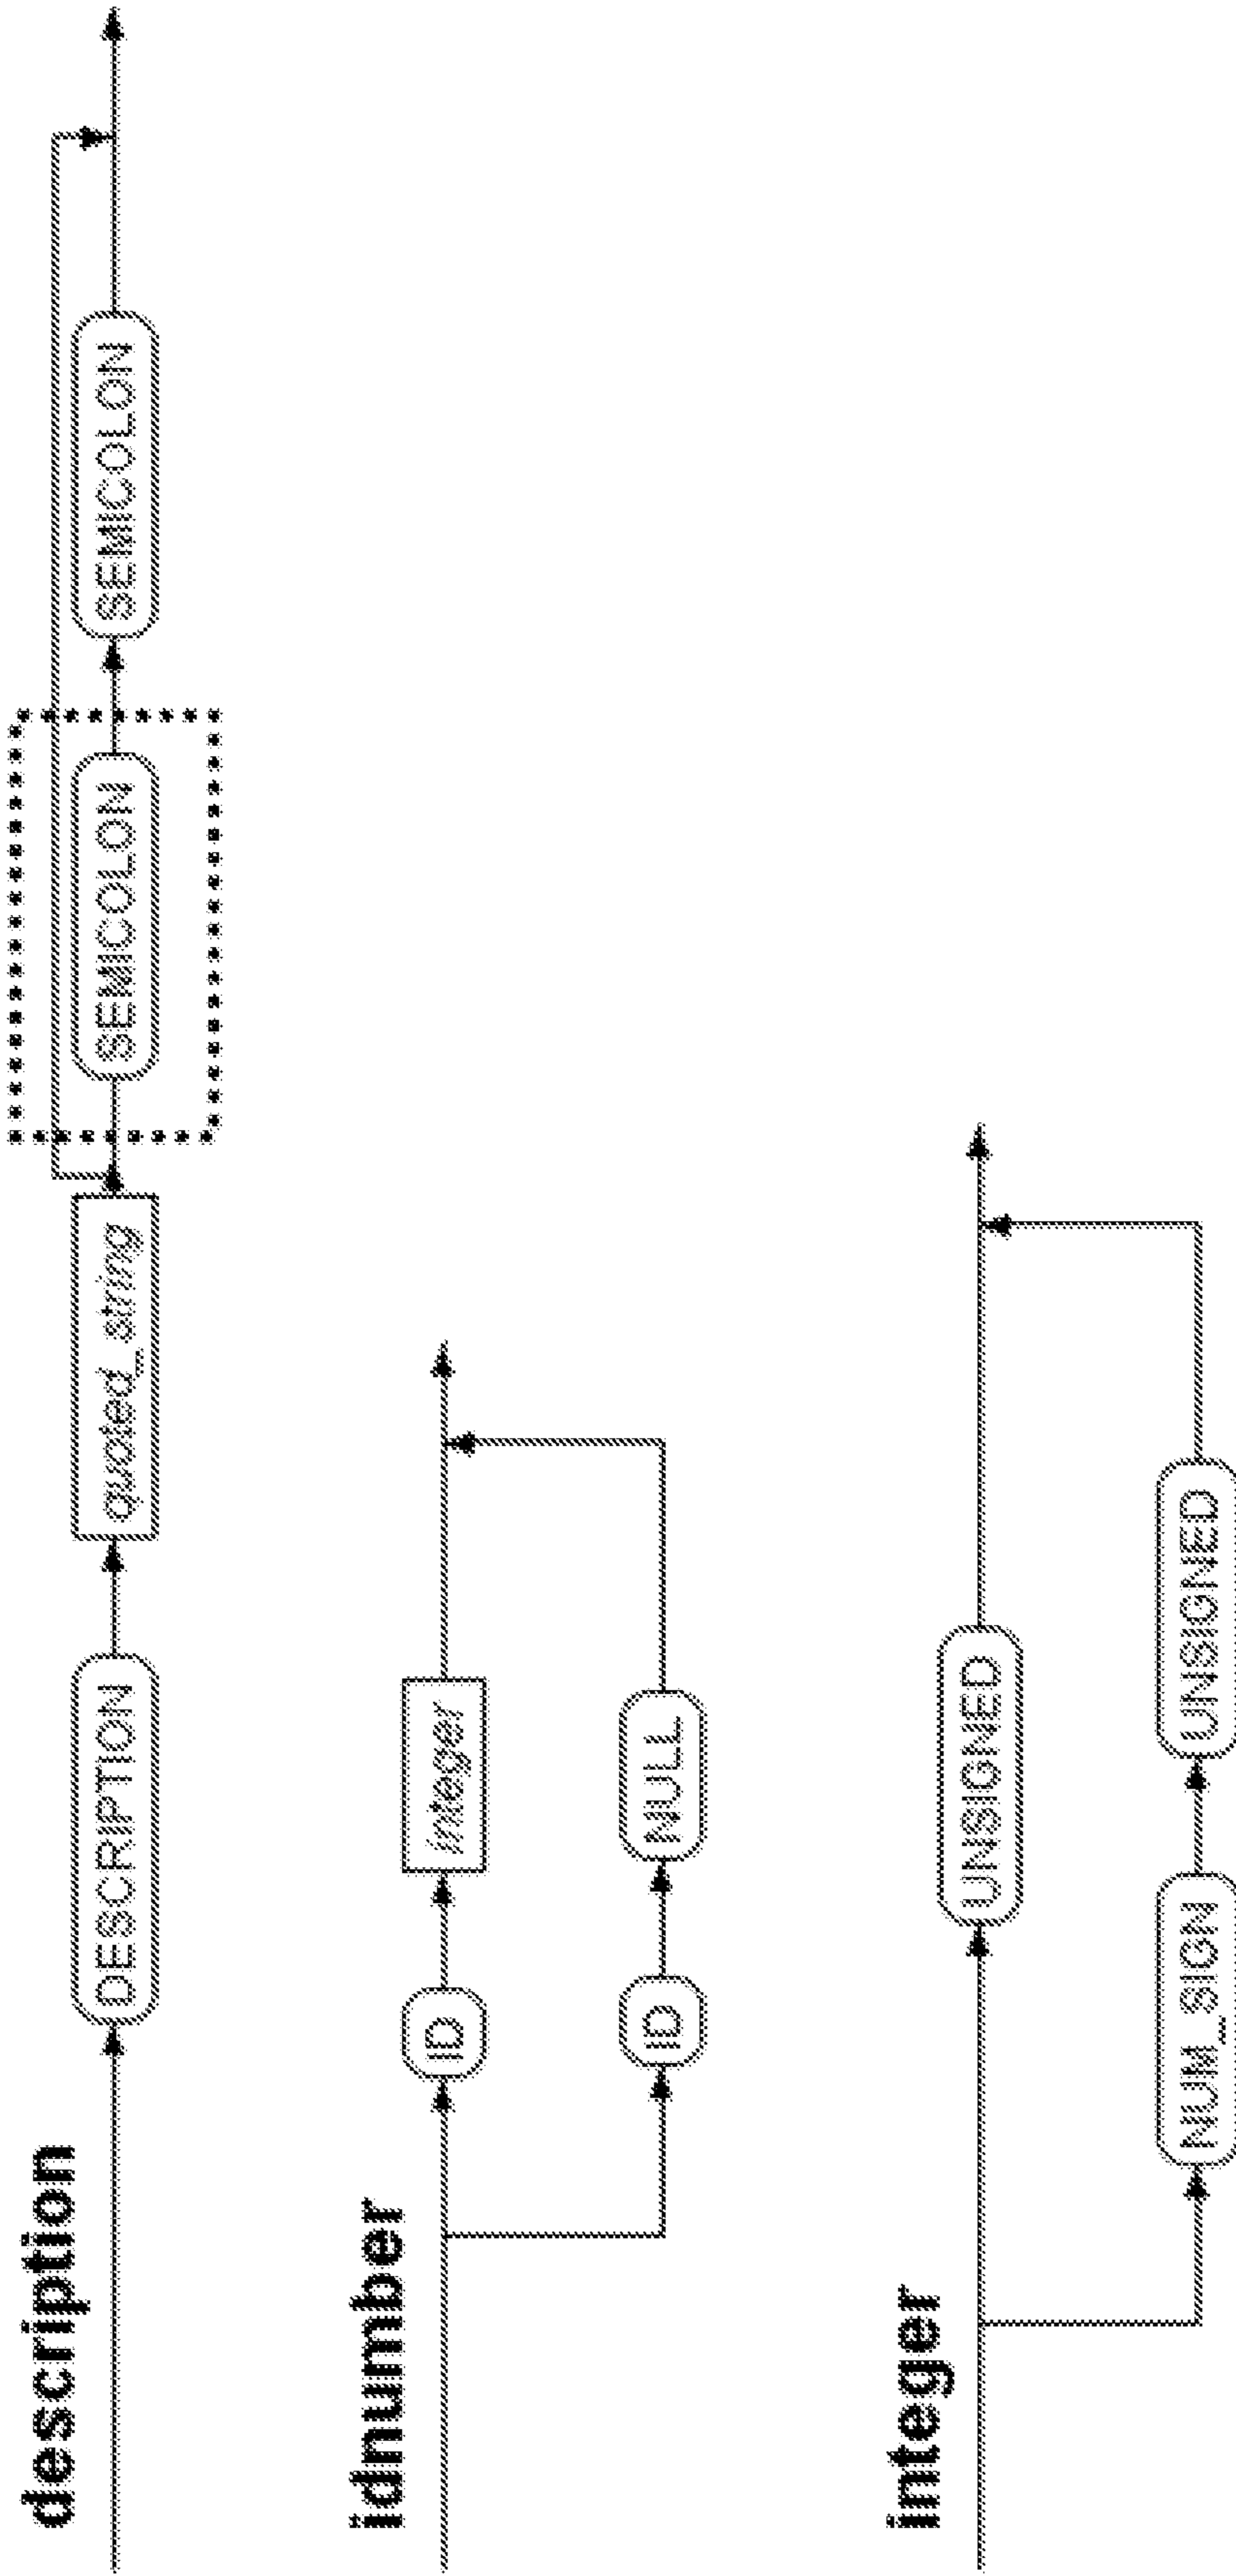 description
DESCRIPTION quoted_string SEMICOLON SEMICOLON
idnumber
ID integer
ID NULL
integer
UNSIGNED
NUM_SIGN UNSIGNED